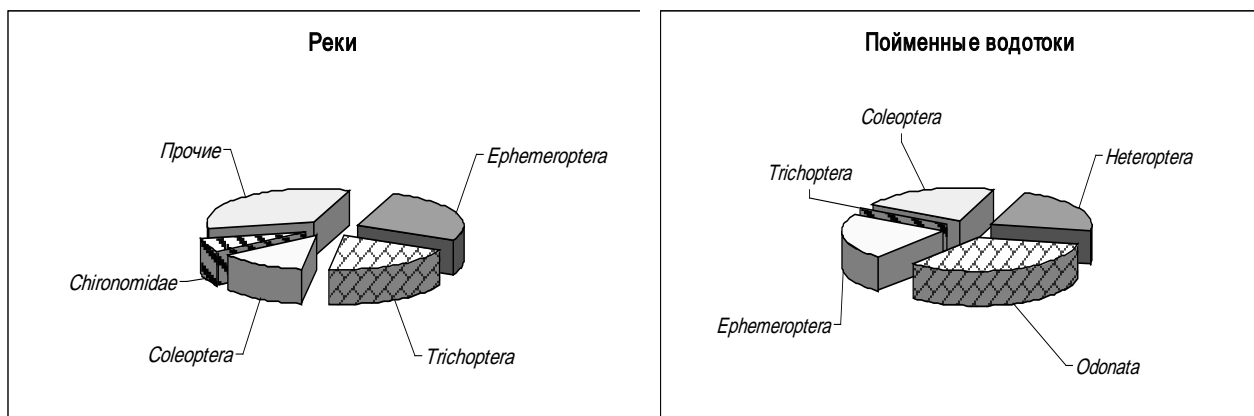 Реки
Прочие
Ephemeroptera
Chironomidae
Coleoptera
Trichoptera
Пойменные водотоки
Coleoptera
Heteroptera
Trichoptera
Ephemeroptera
Odonata